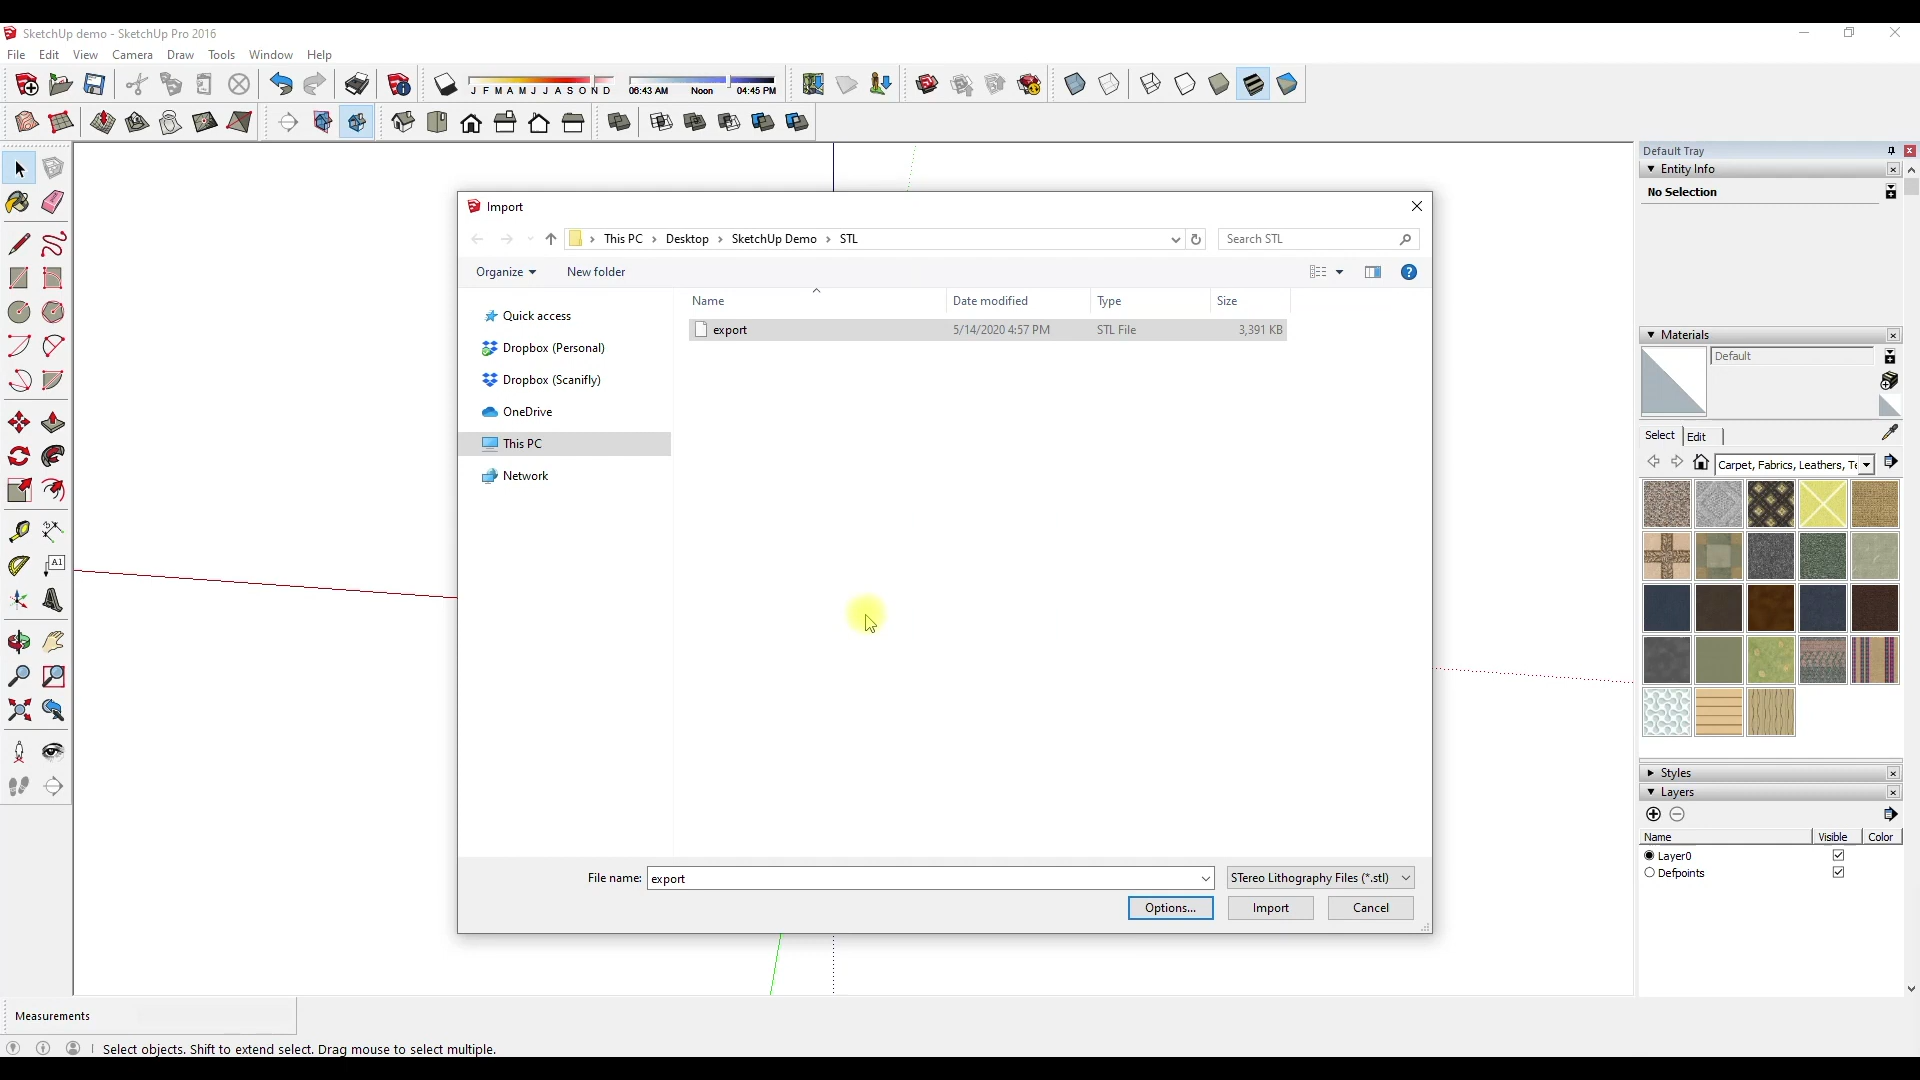 SketchUp demo - SketchUp Pro 2016
File Edit View Camera Draw Tools Window Help
J F M A M J J A S O N D 06:43 AM Noon 04:45 PM
Import
This PC > Desktop > SketchUp Demo > STL
Search STL
Organize New folder
Name Date modified Type Size
export 5/14/2020 4:57 PM STL File 3,391 KB
Quick access
Dropbox (Personal)
Dropbox (Scanifly)
OneDrive
This PC
Network
File name: export STereo Lithography Files (*.stl)
Options... Import Cancel
A1
Default Tray
Entity Info
No Selection
Materials
Default
Select Edit
Carpet, Fabrics, Leathers, Te
Styles
Layers
Name Visible Color
Layer0
Defpoints
Measurements
Select objects. Shift to extend select. Drag mouse to select multiple.